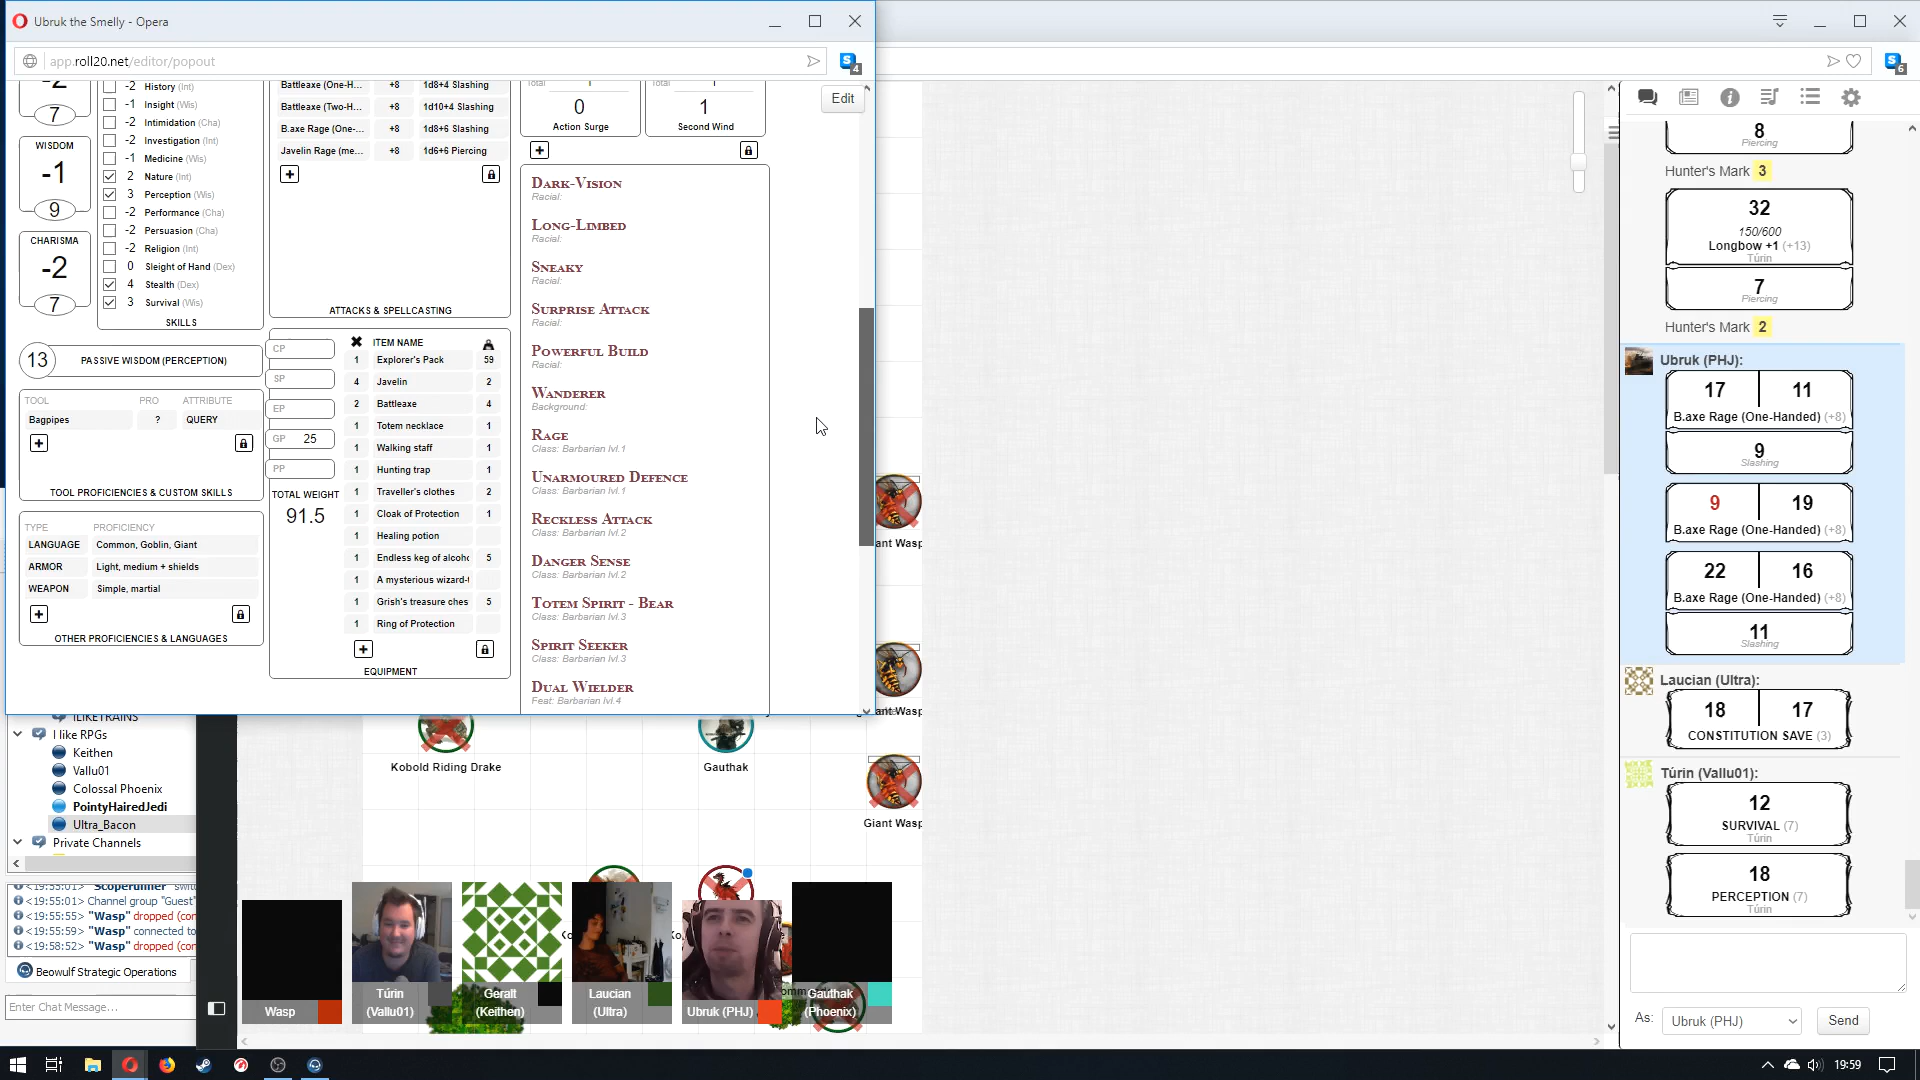 Ubruk the Smelly - Opera
app.roll20.net/editor/popout
4
6
Edit
-2
7
WISDOM
-1
9
CHARISMA
-2
7
-2 History (Int)
-1 Insight (Wis)
-2 Intimidation (Cha)
-2 Investigation (Int)
-1 Medicine (Wis)
2 Nature (Int)
3 Perception (Wis)
-2 Performance (Cha)
-2 Persuasion (Cha)
-2 Religion (Int)
0 Sleight of Hand (Dex)
4 Stealth (Dex)
3 Survival (Wis)
SKILLS
13 PASSIVE WISDOM (PERCEPTION)
TOOL PRO ATTRIBUTE
Bagpipes ? QUERY
TOOL PROFICIENCIES & CUSTOM SKILLS
TYPE PROFICIENCY
LANGUAGE Common, Goblin, Giant
ARMOR Light, medium + shields
WEAPON Simple, martial
OTHER PROFICIENCIES & LANGUAGES
Battleaxe (One-H... +8 1d8+4 Slashing
Battleaxe (Two-H... +8 1d10+4 Slashing
B.axe Rage (One-... +8 1d8+6 Slashing
Javelin Rage (me... +8 1d6+6 Piercing
ATTACKS & SPELLCASTING
CP
SP
EP
GP 25
PP
TOTAL WEIGHT
91.5
ITEM NAME
1 Explorer's Pack 59
4 Javelin 2
2 Battleaxe 4
1 Totem necklace 1
1 Walking staff 1
1 Hunting trap 1
1 Traveller's clothes 2
1 Cloak of Protection 1
1 Healing potion
1 Endless keg of alcoho 5
1 A mysterious wizard-t
1 Grish's treasure ches 5
1 Ring of Protection
EQUIPMENT
Total 1
0
Action Surge
Total 1
1
Second Wind
DARK-VISION
Racial:
LONG-LIMBED
Racial:
SNEAKY
Racial:
SURPRISE ATTACK
Racial:
POWERFUL BUILD
Racial:
WANDERER
Background:
RAGE
Class: Barbarian lvl.1
UNARMOURED DEFENCE
Class: Barbarian lvl.1
RECKLESS ATTACK
Class: Barbarian lvl.2
DANGER SENSE
Class: Barbarian lvl.2
TOTEM SPIRIT - BEAR
Class: Barbarian lvl.3
SPIRIT SEEKER
Class: Barbarian lvl.3
DUAL WIELDER
Feat: Barbarian lvl.4
ILIKETRAINS
I like RPGs
Keithen
Vallu01
Colossal Phoenix
PointyHairedJedi
Ultra_Bacon
Private Channels
<19:55:01> "Scoperunner" switc
<19:55:01> Channel group "Guest"
<19:55:55> "Wasp" dropped (con
<19:55:59> "Wasp" connected to
<19:58:52> "Wasp" dropped (con
Beowulf Strategic Operations
Enter Chat Message...
ant Wasp
ant Wasp
Giant Wasp
Kobold Riding Drake
Gauthak
Wasp
Túrin
(Vallu01)
Geralt
(Keithen)
Laucian
(Ultra)
Ubruk (PHJ)
Gauthak
(Phoenix)
8
Piercing
Hunter's Mark 3
32
150/600
Longbow +1 (+13)
Túrin
7
Piercing
Hunter's Mark 2
Ubruk (PHJ):
17 11
B.axe Rage (One-Handed) (+8)
9
Slashing
9 19
B.axe Rage (One-Handed) (+8)
22 16
B.axe Rage (One-Handed) (+8)
11
Slashing
Laucian (Ultra):
18 17
CONSTITUTION SAVE (3)
Túrin (Vallu01):
12
SURVIVAL (7)
Túrin
18
PERCEPTION (7)
Túrin
As: Ubruk (PHJ) Send
19:59